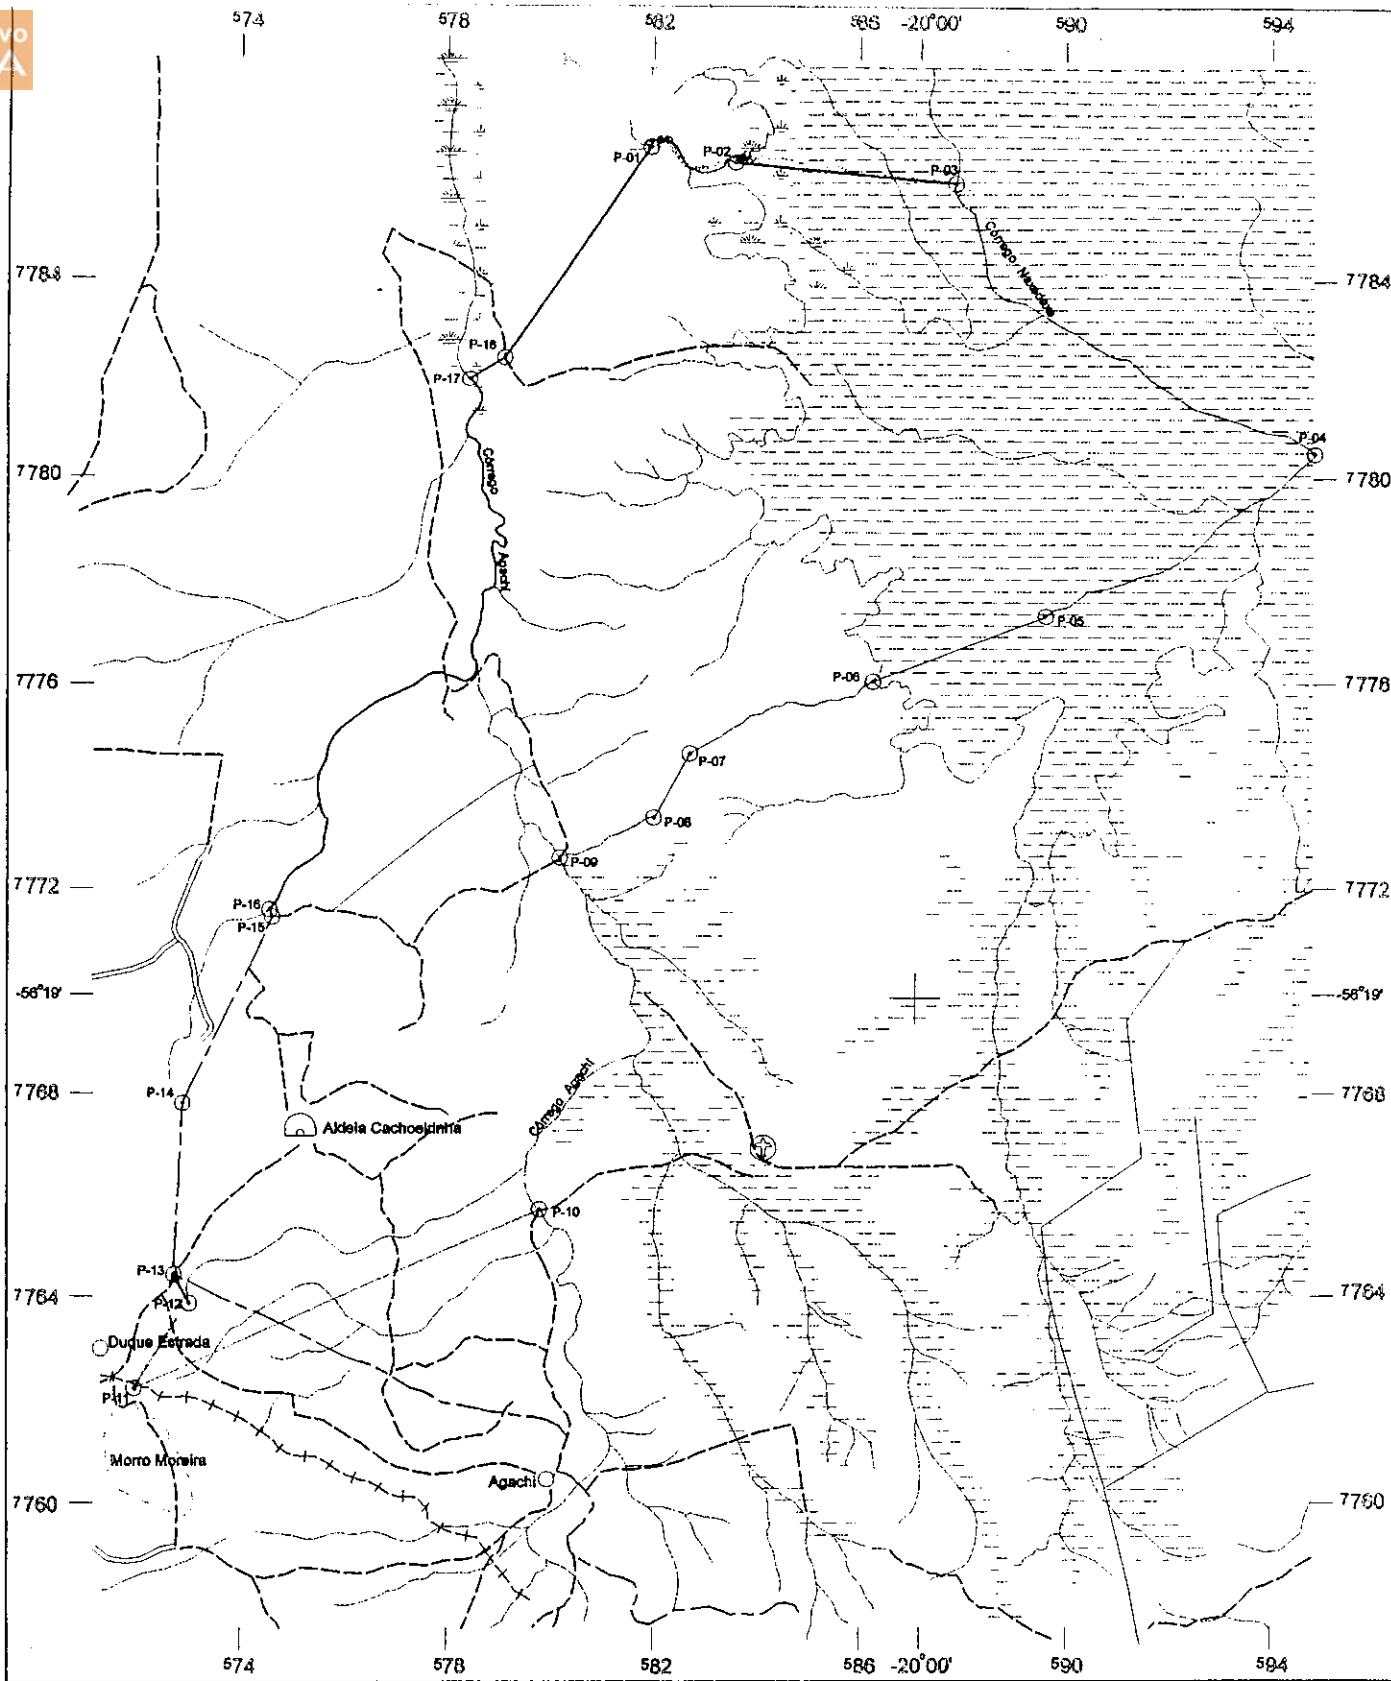 vo
A
574
578
582
586
-20°00'
590
594
P-01
P-02
P-03
Córrego
7784
7784
P-18
P-17
P-04
7780
7780
Córrego
Agachi
P-05
P-06
7776
7776
P-07
P-08
P-09
7772
7772
P-16
P-15
-56°19'
-56°19'
P-14
7768
7768
Córrego Agachi
Aldeia Cachoeirinha
P-10
P-13
7764
7764
P-12
Duque Estrada
P-11
Morro Moreira
Agachi
7760
7760
574
578
582
586
-20°00'
590
594